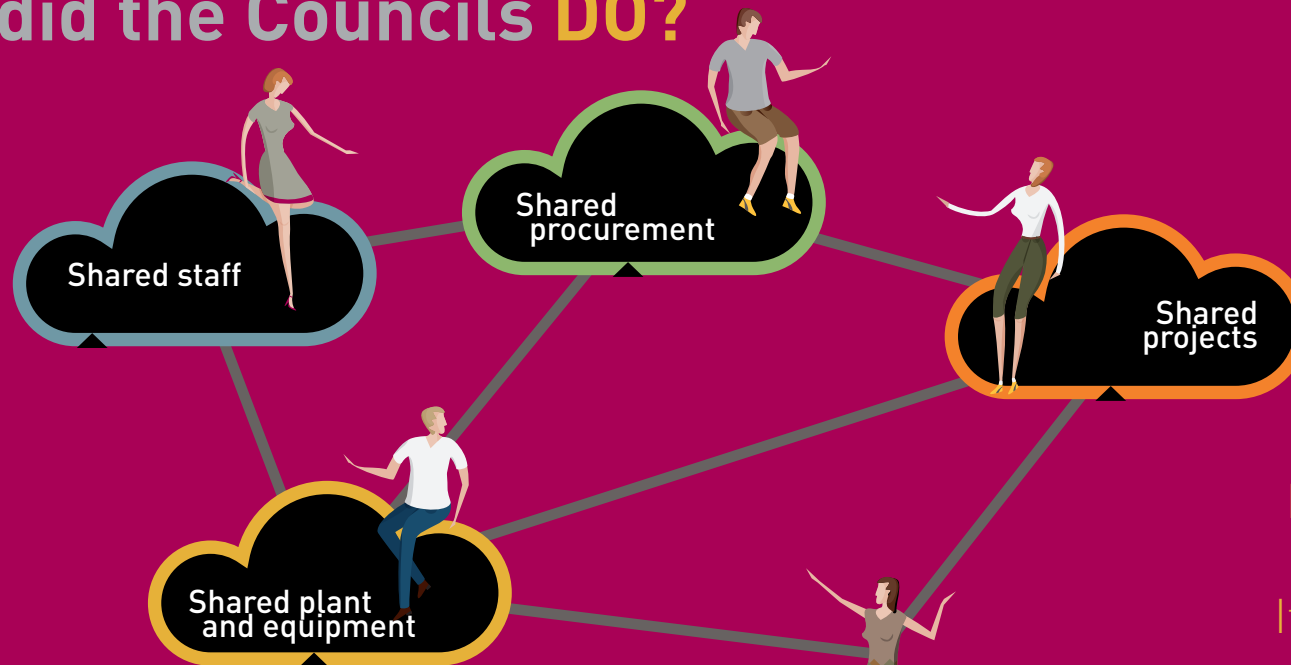 did the Councils DO?
Shared
procurement
Shared staff
Shared
projects
Shared plant
and equipment